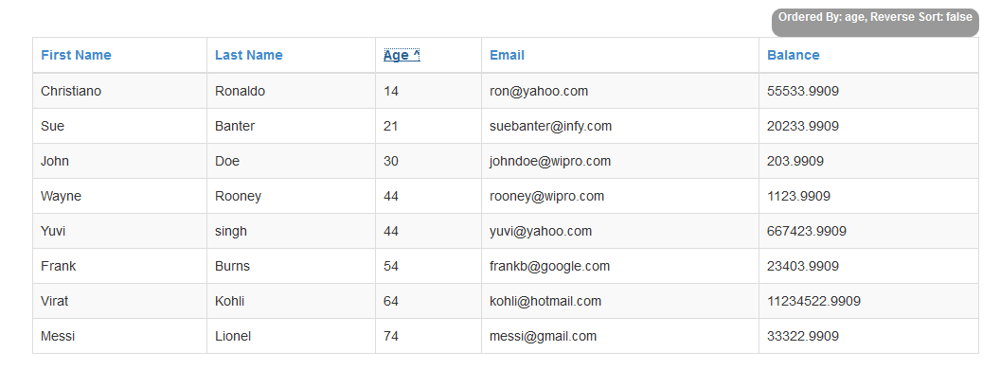 Ordered By: age, Reverse Sort: false
First Name Last Name Age ^ Email Balance
Christiano Ronaldo 14 ron@yahoo.com 55533.9909
Sue Banter 21 suebanter@infy.com 20233.9909
John Doe 30 johndoe@wipro.com 203.9909
Wayne Rooney 44 rooney@wipro.com 1123.9909
Yuvi singh 44 yuvi@yahoo.com 667423.9909
Frank Burns 54 frankb@google.com 23403.9909
Virat Kohli 64 kohli@hotmail.com 11234522.9909
Messi Lionel 74 messi@gmail.com 33322.9909